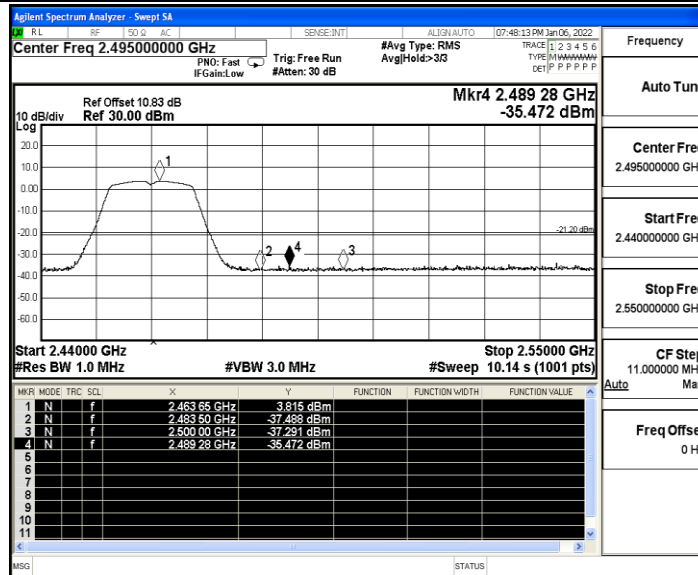 Agilent Spectrum Analyzer - Swept SA
RL RF 50 Ω AC SENSE:INT ALIGN AUTO 07:48:13 PM Jan 06, 2022
Center Freq 2.495000000 GHz
PNO: Fast
IFGain:Low
Trig: Free Run
#Atten: 30 dB
#Avg Type: RMS
Avg|Hold:>3/3
TRACE 1 2 3 4 5 6
TYPE M
DET P P P P P P
Frequency
Mkr4 2.489 28 GHz
-35.472 dBm
Ref Offset 10.83 dB
10 dB/div Ref 30.00 dBm
Log
20.0
10.0
0.00
-10.0
-20.0
-30.0
-40.0
-50.0
-60.0
1
2
4
3
-21.20 dBm
Start 2.44000 GHz Stop 2.55000 GHz
#Res BW 1.0 MHz #VBW 3.0 MHz #Sweep 10.14 s (1001 pts)
MKR MODE TRC SCL X Y FUNCTION FUNCTION WIDTH FUNCTION VALUE
1 N f 2.463 65 GHz 3.815 dBm
2 N f 2.483 50 GHz -37.488 dBm
3 N f 2.500 00 GHz -37.291 dBm
4 N f 2.489 28 GHz -35.472 dBm
5
6
7
8
9
10
11
Auto Tun
Center Fre
2.495000000 GH
Start Fre
2.440000000 GH
Stop Fre
2.550000000 GH
CF Ste
11.000000 MH
Auto Ma
Freq Offse
0 H
MSG STATUS